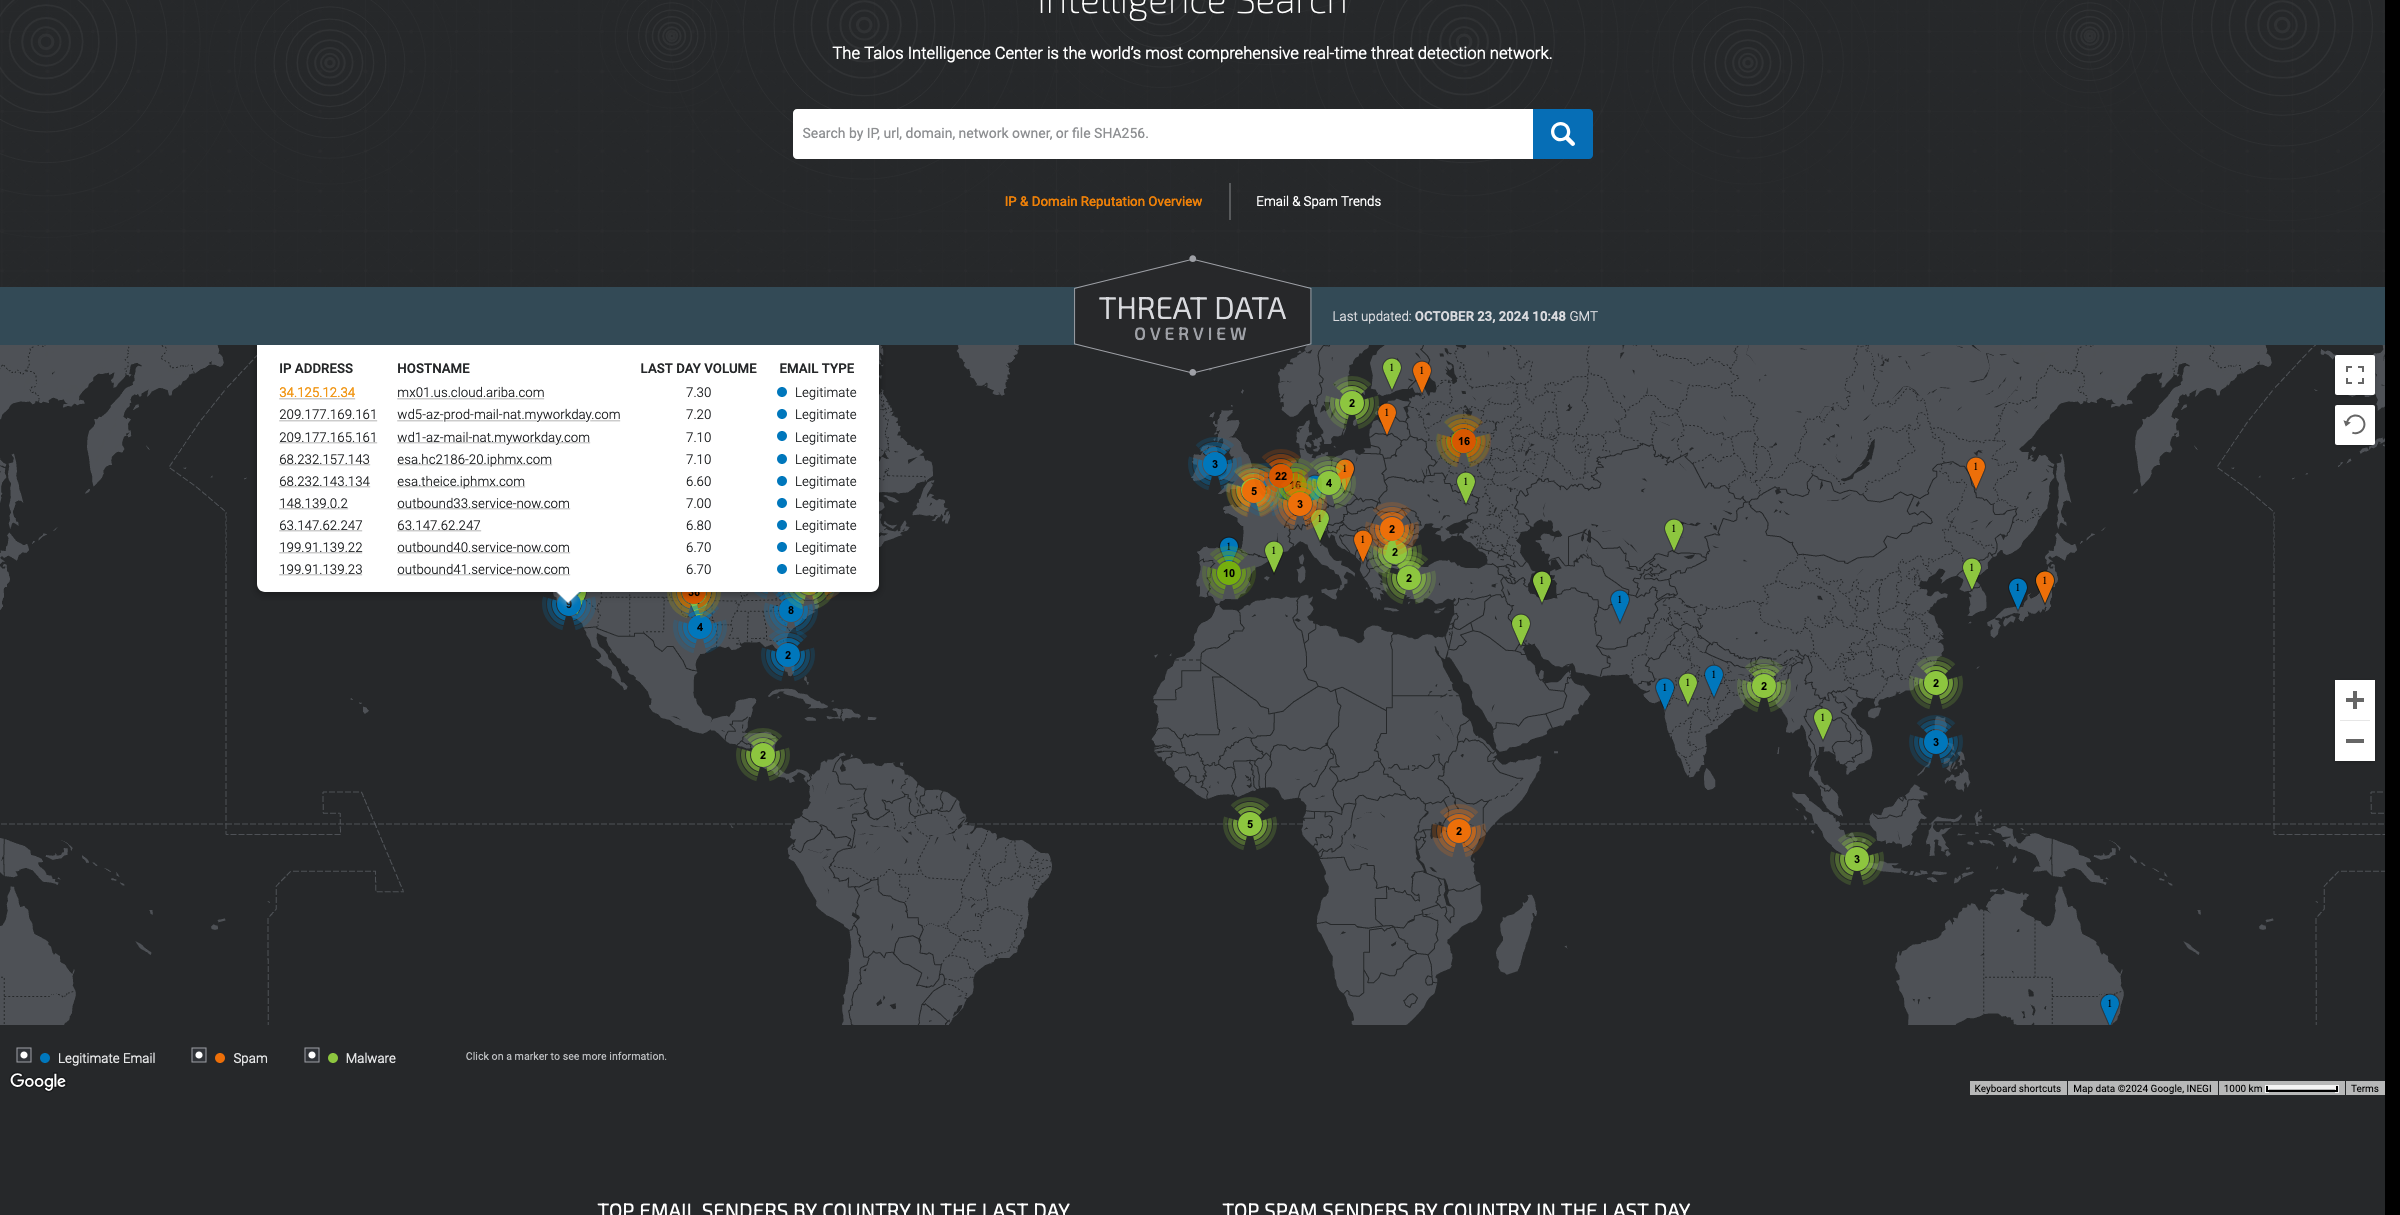 Intelligence Search
The Talos Intelligence Center is the world's most comprehensive real-time threat detection network.
Search by IP, url, domain, network owner, or file SHA256.
IP & Domain Reputation Overview
Email & Spam Trends
THREAT DATA
OVERVIEW
Last updated: OCTOBER 23, 2024 10:48 GMT
IP ADDRESS HOSTNAME LAST DAY VOLUME EMAIL TYPE
34.125.12.34 mx01.us.cloud.ariba.com 7.30 Legitimate
209.177.169.161 wd5-az-prod-mail-nat.myworkday.com 7.20 Legitimate
209.177.165.161 wd1-az-mail-nat.myworkday.com 7.10 Legitimate
68.232.157.143 esa.hc2186-20.iphmx.com 7.10 Legitimate
68.232.143.134 esa.theice.iphmx.com 6.60 Legitimate
148.139.0.2 outbound33.service-now.com 7.00 Legitimate
63.147.62.247 63.147.62.247 6.80 Legitimate
199.91.139.22 outbound40.service-now.com 6.70 Legitimate
199.91.139.23 outbound41.service-now.com 6.70 Legitimate
1 1
2
1
16
3
22 1
5 16 4
1
3
1
2
1
1
1
1 2
1
10
2
1
1
1
1
1
8
4
1
2
1
1
1
2
2
1
3
2
5
2
3
1
Legitimate Email Spam Malware Click on a marker to see more information.
Google
Keyboard shortcuts Map data ©2024 Google, INEGI 1000 km Terms
TOP EMAIL SENDERS BY COUNTRY IN THE LAST DAY
TOP SPAM SENDERS BY COUNTRY IN THE LAST DAY